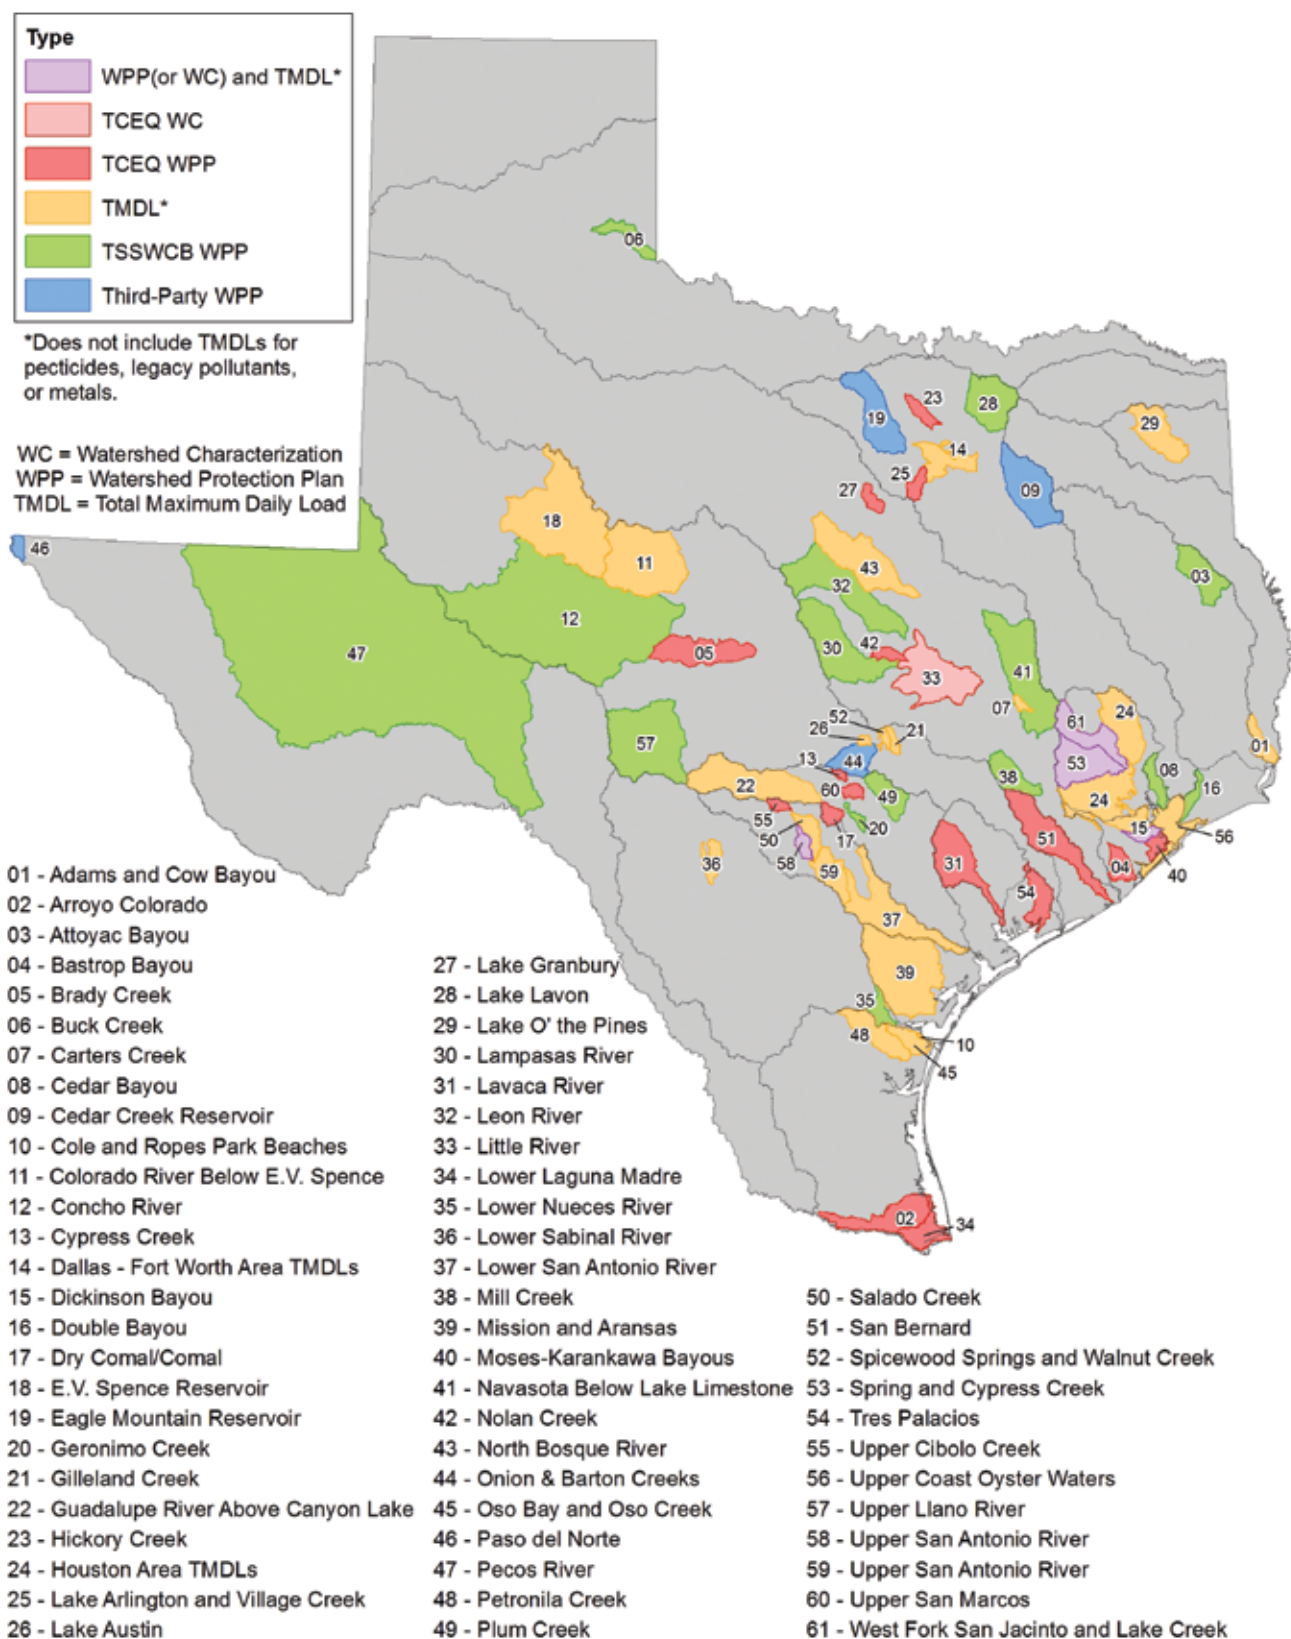 Type
WPP(or WC) and TMDL*
TCEQ WC
TCEQ WPP
TMDL*
TSSWCB WPP
Third-Party WPP
*Does not include TMDLs for
pecticides, legacy pollutants,
or metals.
WC = Watershed Characterization
WPP = Watershed Protection Plan
TMDL = Total Maximum Daily Load
06
19
23
28
29
14
25
27
09
18
11
46
43
32
03
12
47
05
30
42
33
41
07
61
24
01
52
26
21
57
13
44
53
08
16
38
22
60
49
24
55
50
17
20
15
56
51
36
58
59
31
04
40
54
37
39
35
48
10
45
02
34
01 - Adams and Cow Bayou
02 - Arroyo Colorado
03 - Attoyac Bayou
04 - Bastrop Bayou
05 - Brady Creek
06 - Buck Creek
07 - Carters Creek
08 - Cedar Bayou
09 - Cedar Creek Reservoir
10 - Cole and Ropes Park Beaches
11 - Colorado River Below E.V. Spence
12 - Concho River
13 - Cypress Creek
14 - Dallas - Fort Worth Area TMDLs
15 - Dickinson Bayou
16 - Double Bayou
17 - Dry Comal/Comal
18 - E.V. Spence Reservoir
19 - Eagle Mountain Reservoir
20 - Geronimo Creek
21 - Gilleland Creek
22 - Guadalupe River Above Canyon Lake
23 - Hickory Creek
24 - Houston Area TMDLs
25 - Lake Arlington and Village Creek
26 - Lake Austin
27 - Lake Granbury
28 - Lake Lavon
29 - Lake O' the Pines
30 - Lampasas River
31 - Lavaca River
32 - Leon River
33 - Little River
34 - Lower Laguna Madre
35 - Lower Nueces River
36 - Lower Sabinal River
37 - Lower San Antonio River
38 - Mill Creek
39 - Mission and Aransas
40 - Moses-Karankawa Bayous
41 - Navasota Below Lake Limestone
42 - Nolan Creek
43 - North Bosque River
44 - Onion & Barton Creeks
45 - Oso Bay and Oso Creek
46 - Paso del Norte
47 - Pecos River
48 - Petronila Creek
49 - Plum Creek
50 - Salado Creek
51 - San Bernard
52 - Spicewood Springs and Walnut Creek
53 - Spring and Cypress Creek
54 - Tres Palacios
55 - Upper Cibolo Creek
56 - Upper Coast Oyster Waters
57 - Upper Llano River
58 - Upper San Antonio River
59 - Upper San Antonio River
60 - Upper San Marcos
61 - West Fork San Jacinto and Lake Creek